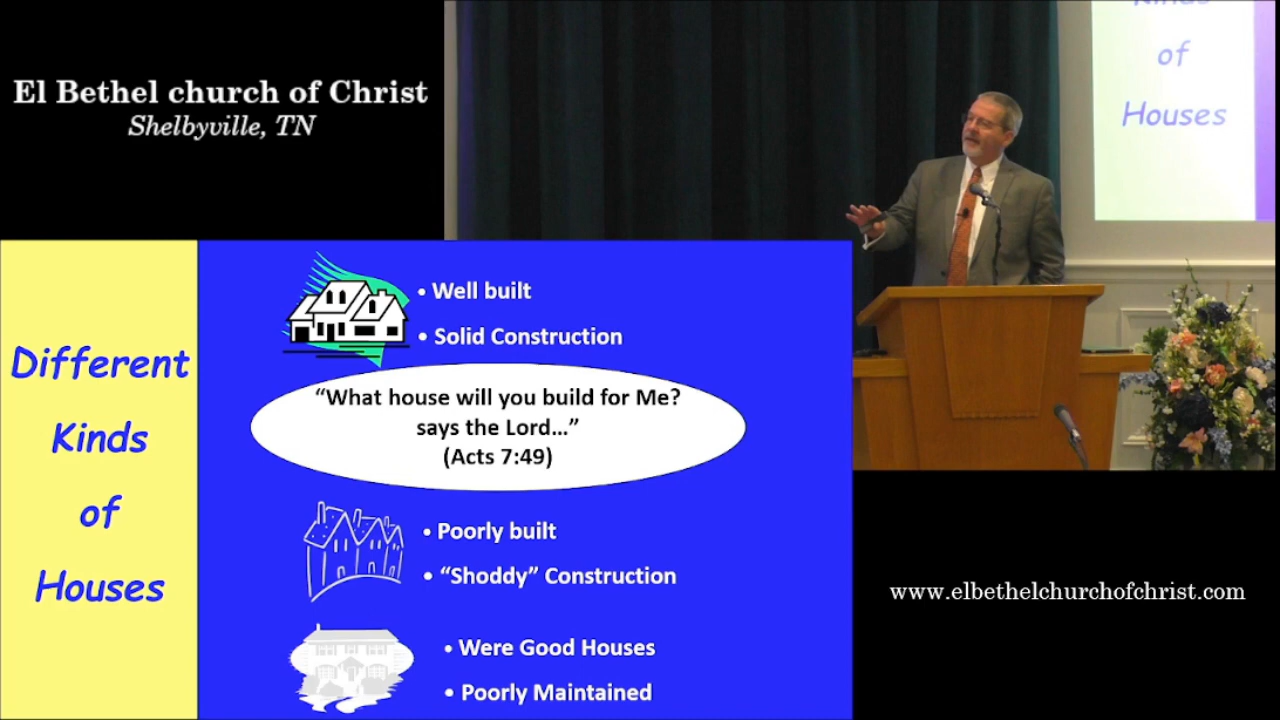 El Bethel church of Christ
Shelbyville, TN
Kinds
of
Houses
Different
Kinds
of
Houses
• Well built
• Solid Construction
“What house will you build for Me?
says the Lord...”
(Acts 7:49)
• Poorly built
• “Shoddy” Construction
• Were Good Houses
• Poorly Maintained
www.elbethelchurchofchrist.com